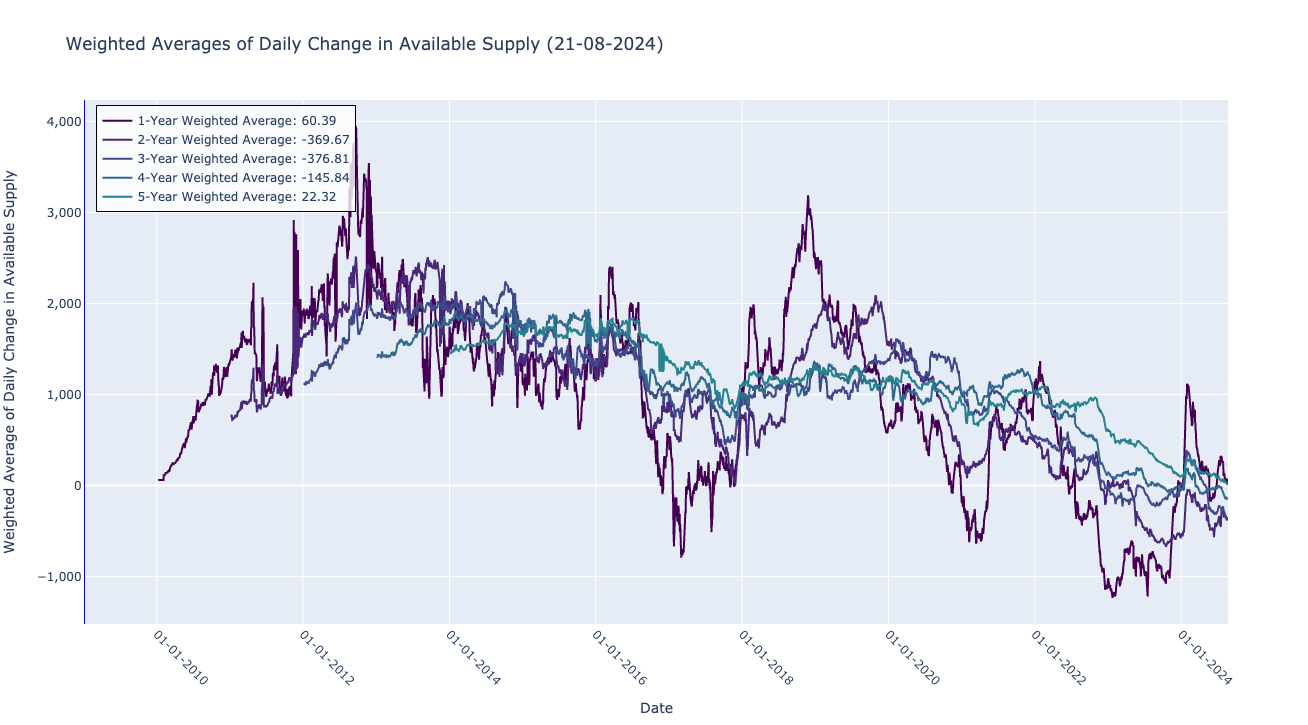 Weighted Averages of Daily Change in Available Supply (21-08-2024)
1-Year Weighted Average: 60.39
2-Year Weighted Average: -369.67
3-Year Weighted Average: -376.81
4-Year Weighted Average: -145.84
5-Year Weighted Average: 22.32
Weighted Average of Daily Change in Available Supply
4,000
3,000
2,000
1,000
0
−1,000
01-01-2010
01-01-2012
01-01-2014
01-01-2016
01-01-2018
01-01-2020
01-01-2022
01-01-2024
Date